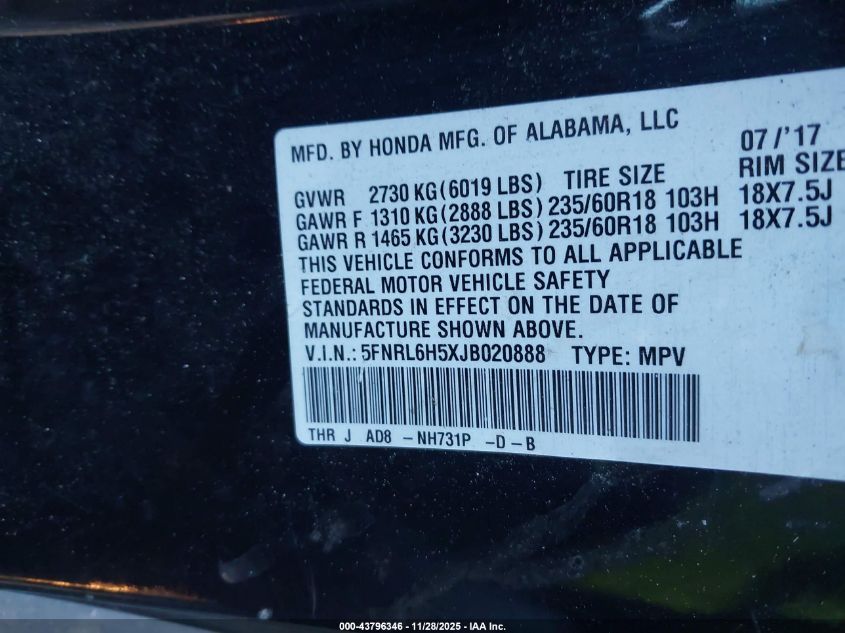 MFD. BY HONDA MFG. OF ALABAMA, LLC 07/'17
GVWR 2730 KG(6019 LBS) TIRE SIZE RIM SIZE
GAWR F 1310 KG(2888 LBS) 235/60R18 103H 18X7.5J
GAWR R 1465 KG(3230 LBS) 235/60R18 103H 18X7.5J
THIS VEHICLE CONFORMS TO ALL APPLICABLE
FEDERAL MOTOR VEHICLE SAFETY
STANDARDS IN EFFECT ON THE DATE OF
MANUFACTURE SHOWN ABOVE.
V.I.N.: 5FNRL6H5XJB020888 TYPE: MPV
THR J AD8 -NH731P -D-B
000-43796346 - 11/28/2025 - IAA Inc.